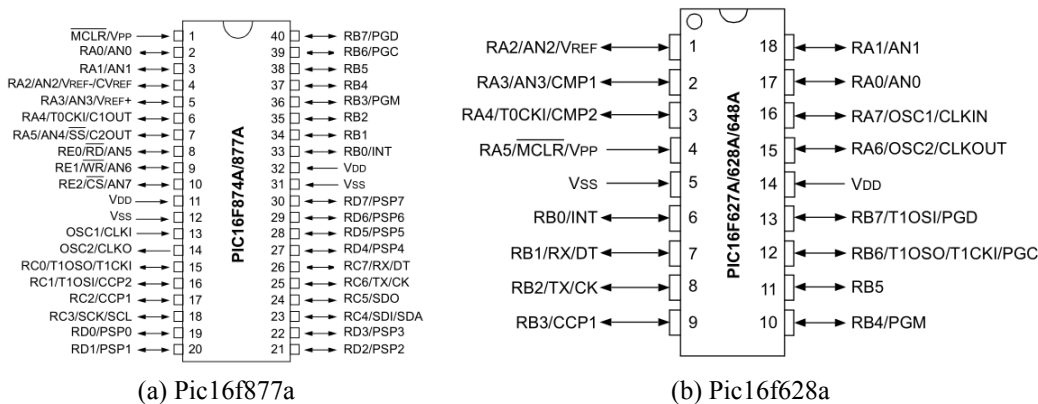 MCLR/VPP 1 40 RB7/PGD
RA0/AN0 2 39 RB6/PGC
RA1/AN1 3 38 RB5
RA2/AN2/VREF-/CVREF 4 37 RB4
RA3/AN3/VREF+ 5 36 RB3/PGM
RA4/T0CKI/C1OUT 6 35 RB2
RA5/AN4/SS/C2OUT 7 34 RB1
RE0/RD/AN5 8 33 RB0/INT
RE1/WR/AN6 9 32 VDD
RE2/CS/AN7 10 31 VSS
VDD 11 30 RD7/PSP7
VSS 12 29 RD6/PSP6
OSC1/CLKI 13 28 RD5/PSP5
OSC2/CLKO 14 27 RD4/PSP4
RC0/T1OSO/T1CKI 15 26 RC7/RX/DT
RC1/T1OSI/CCP2 16 25 RC6/TX/CK
RC2/CCP1 17 24 RC5/SDO
RC3/SCK/SCL 18 23 RC4/SDI/SDA
RD0/PSP0 19 22 RD3/PSP3
RD1/PSP1 20 21 RD2/PSP2
PIC16F874A/877A
(a) Pic16f877a
RA2/AN2/VREF 1 18 RA1/AN1
RA3/AN3/CMP1 2 17 RA0/AN0
RA4/T0CKI/CMP2 3 16 RA7/OSC1/CLKIN
RA5/MCLR/VPP 4 15 RA6/OSC2/CLKOUT
VSS 5 14 VDD
RB0/INT 6 13 RB7/T1OSI/PGD
RB1/RX/DT 7 12 RB6/T1OSO/T1CKI/PGC
RB2/TX/CK 8 11 RB5
RB3/CCP1 9 10 RB4/PGM
PIC16F627A/628A/648A
(b) Pic16f628a